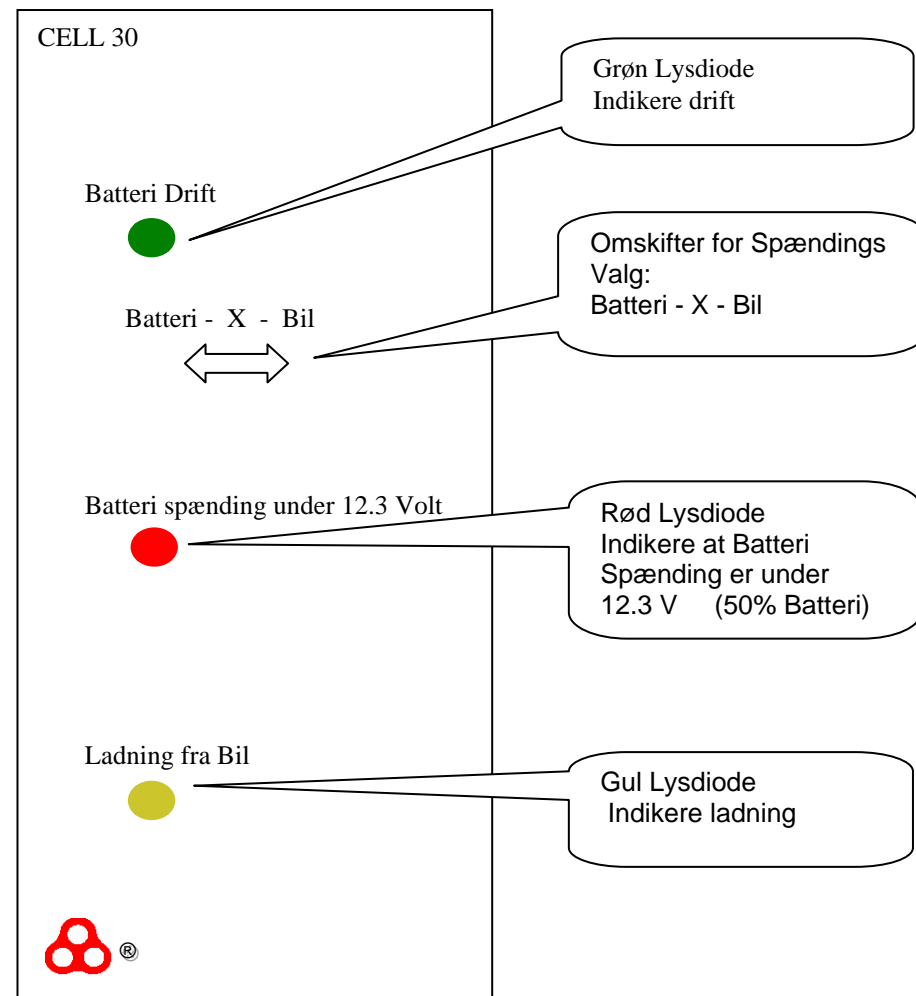 CELL 30
Grøn Lysdiode
Indikere drift
Batteri Drift
Omskifter for Spændings
Valg:
Batteri - X - Bil
Batteri - X - Bil
Batteri spænding under 12.3 Volt
Rød Lysdiode
Indikere at Batteri
Spænding er under
12.3 V (50% Batteri)
Ladning fra Bil
Gul Lysdiode
Indikere ladning
®